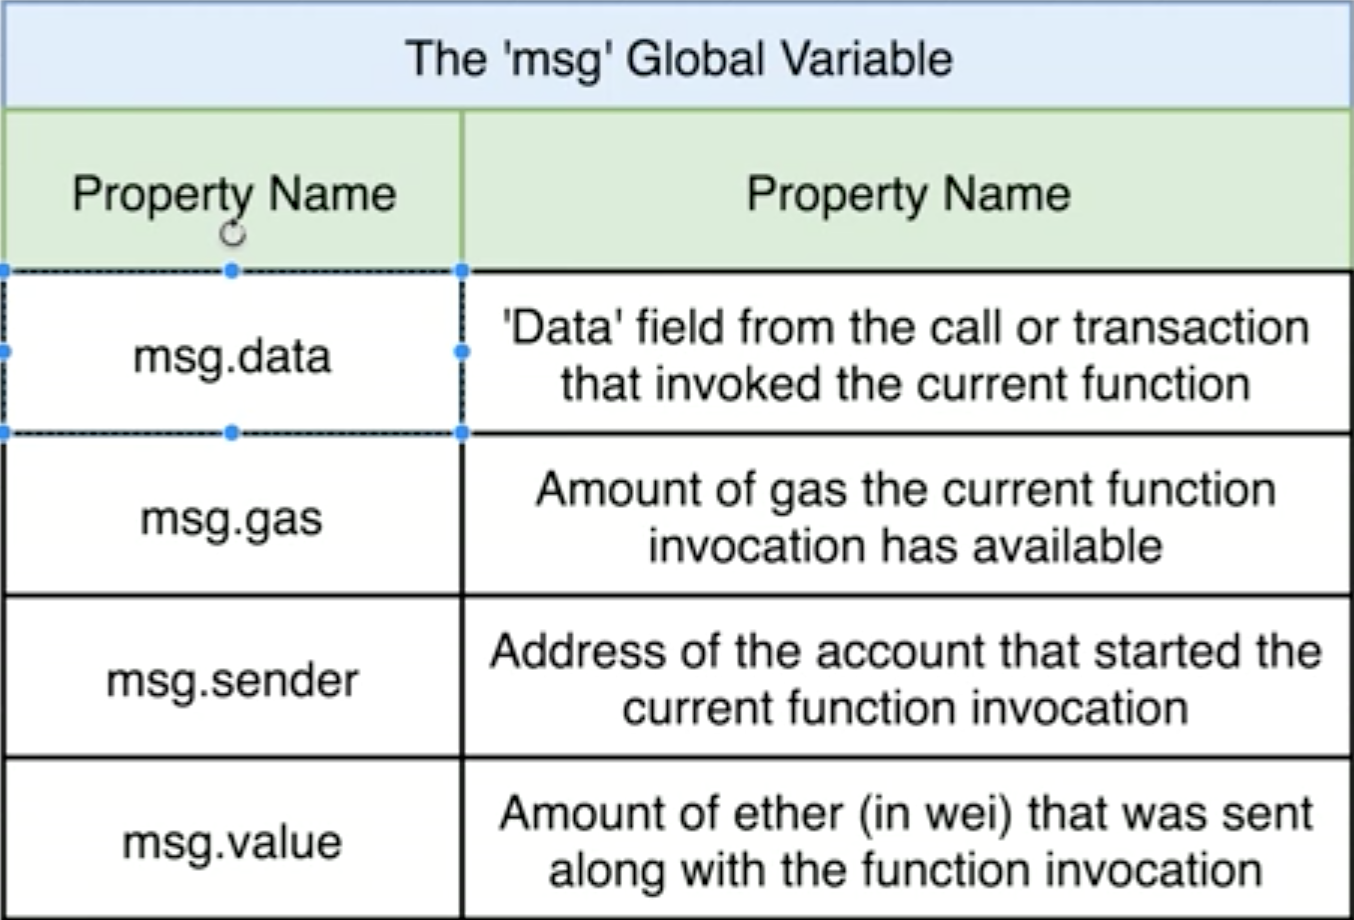 The 'msg' Global Variable
Property Name
Property Name
msg.data
'Data' field from the call or transaction
that invoked the current function
msg.gas
Amount of gas the current function
invocation has available
msg.sender
Address of the account that started the
current function invocation
msg.value
Amount of ether (in wei) that was sent
along with the function invocation